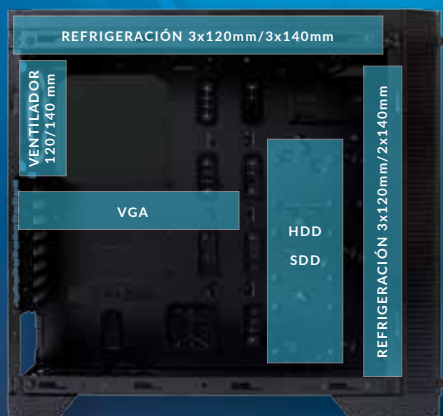 REFRIGERACIÓN 3x120mm/3x140mm
VENTILADOR
120/140 mm
VGA
HDD
SDD
REFRIGERACIÓN 3x120mm/2x140mm